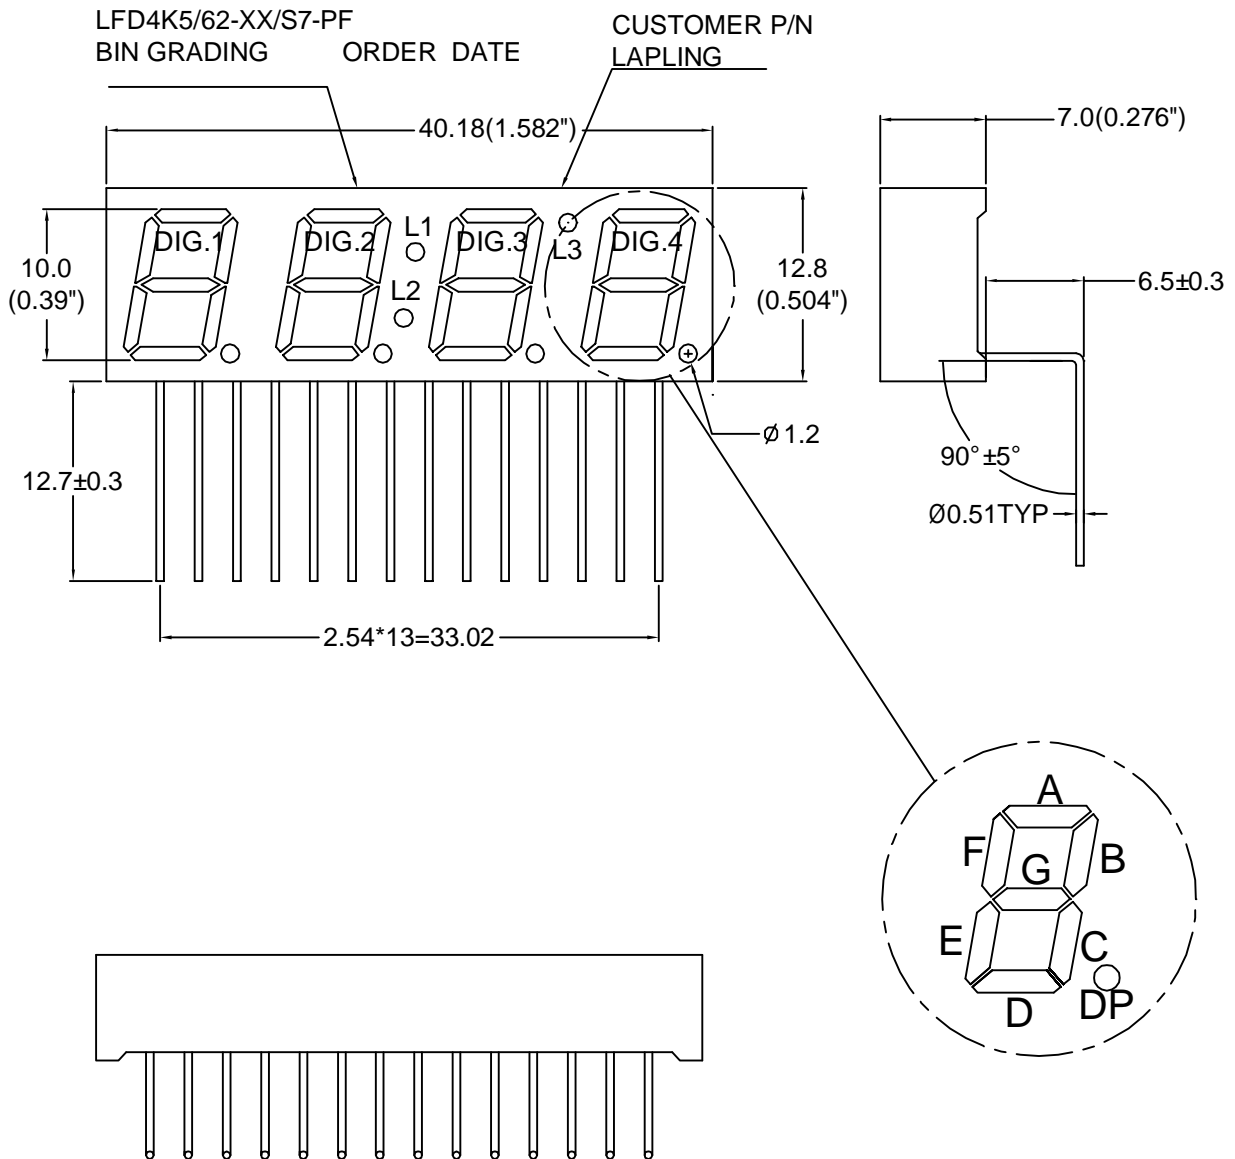 LFD4K5/62-XX/S7-PF
BIN GRADING ORDER DATE
CUSTOMER P/N
LAPLING
40.18(1.582")
7.0(0.276")
DIG.1
DIG.2
L1
DIG.3
L3
DIG.4
L2
10.0
(0.39")
12.8
(0.504")
6.5±0.3
Ø 1.2
12.7±0.3
90°±5°
Ø0.51TYP
2.54*13=33.02
A
F
B
G
E
C
D
DP